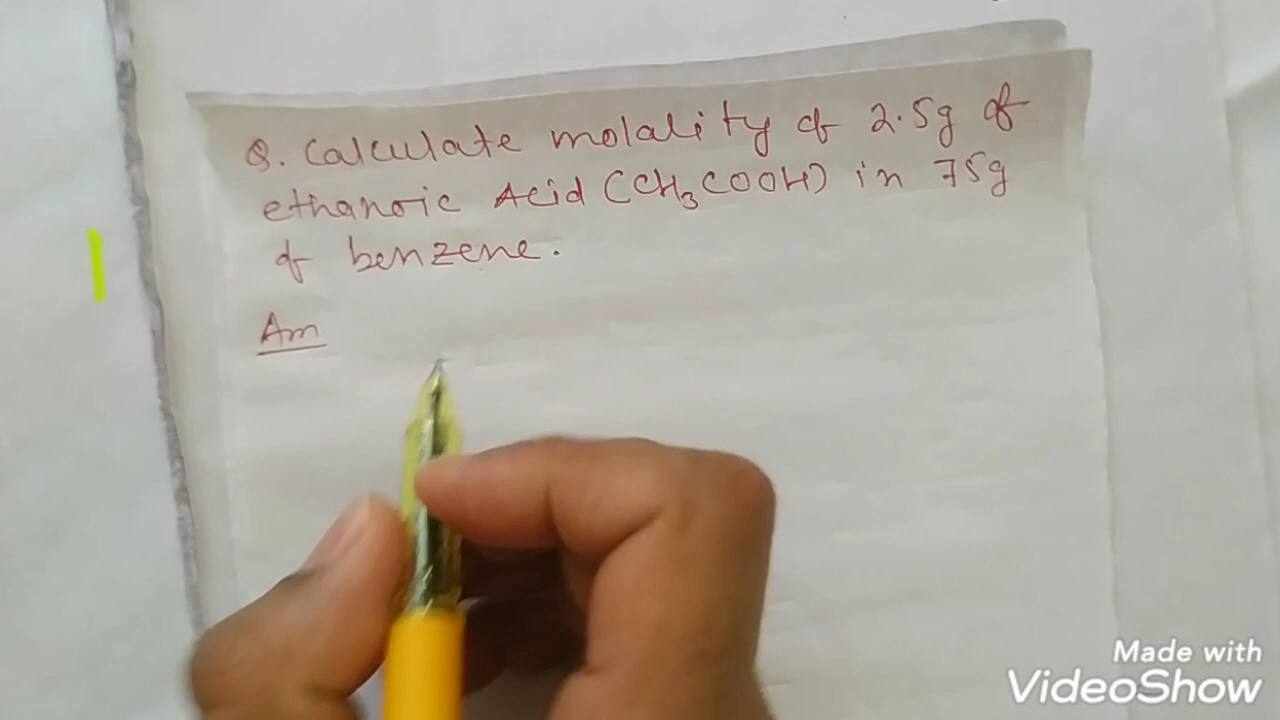 Q. Calculate molality of 2.5g of
ethanoic Acid (CH₃COOH) in 75g
of benzene.
Ans
Made with
VideoShow